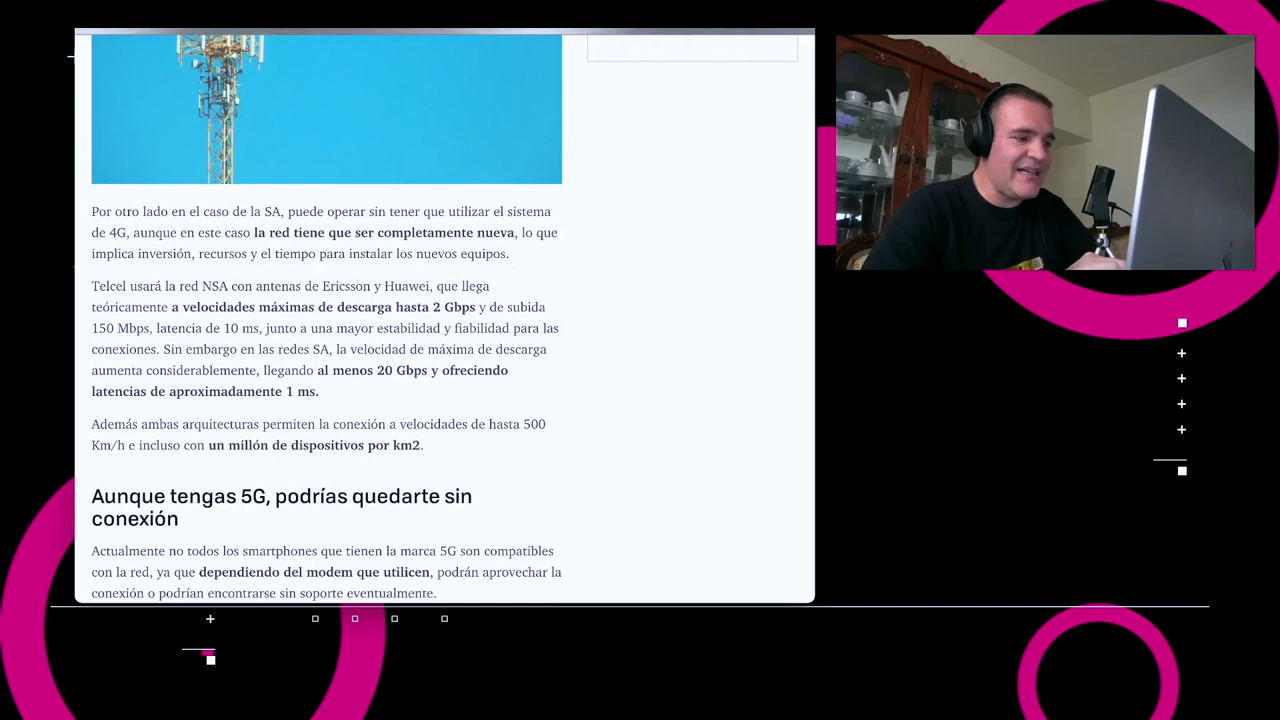 Por otro lado en el caso de la SA, puede operar sin tener que utilizar el sistema
de 4G, aunque en este caso la red tiene que ser completamente nueva, lo que
implica inversión, recursos y el tiempo para instalar los nuevos equipos.
Telcel usará la red NSA con antenas de Ericsson y Huawei, que llega
teóricamente a velocidades máximas de descarga hasta 2 Gbps y de subida
150 Mbps, latencia de 10 ms, junto a una mayor estabilidad y fiabilidad para las
conexiones. Sin embargo en las redes SA, la velocidad de máxima de descarga
aumenta considerablemente, llegando al menos 20 Gbps y ofreciendo
latencias de aproximadamente 1 ms.
Además ambas arquitecturas permiten la conexión a velocidades de hasta 500
Km/h e incluso con un millón de dispositivos por km2.
Aunque tengas 5G, podrías quedarte sin
conexión
Actualmente no todos los smartphones que tienen la marca 5G son compatibles
con la red, ya que dependiendo del modem que utilicen, podrán aprovechar la
conexión o podrían encontrarse sin soporte eventualmente.